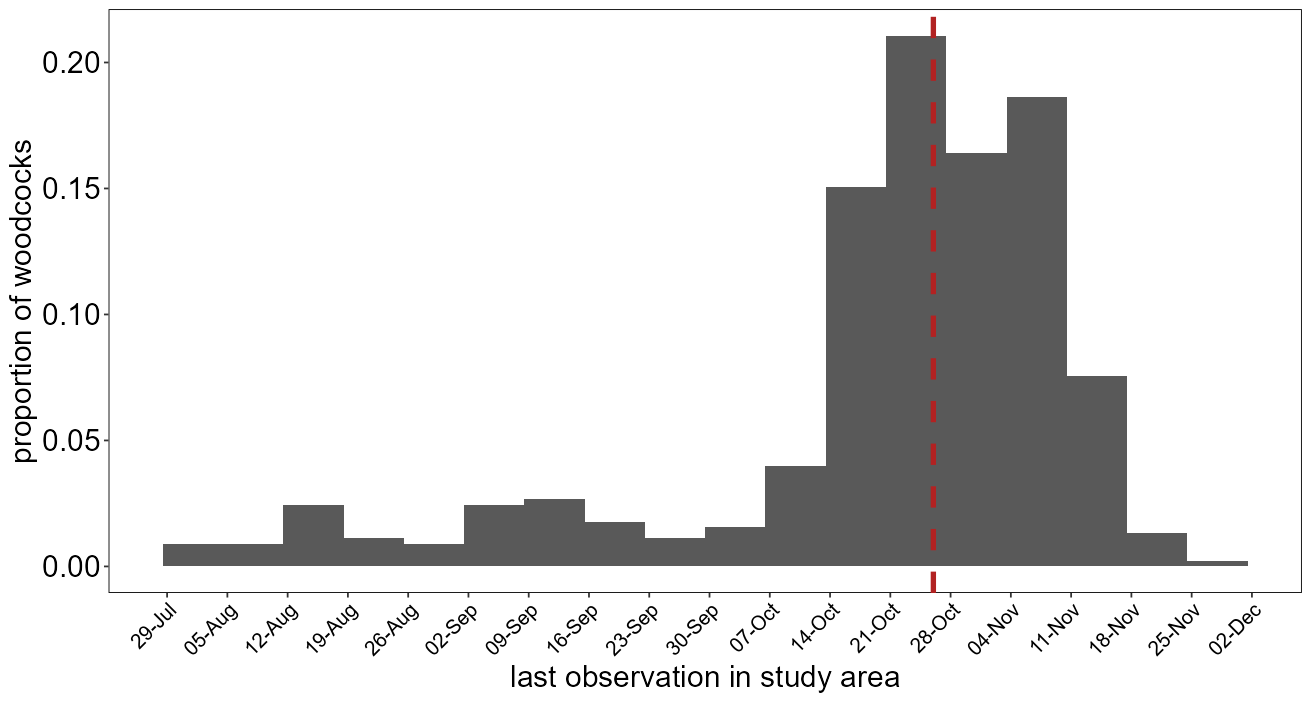 proportion of woodcocks
0.20
0.15
0.10
0.05
0.00
29-Jul
05-Aug
12-Aug
19-Aug
26-Aug
02-Sep
09-Sep
16-Sep
23-Sep
30-Sep
07-Oct
14-Oct
21-Oct
28-Oct
04-Nov
11-Nov
18-Nov
25-Nov
02-Dec
last observation in study area